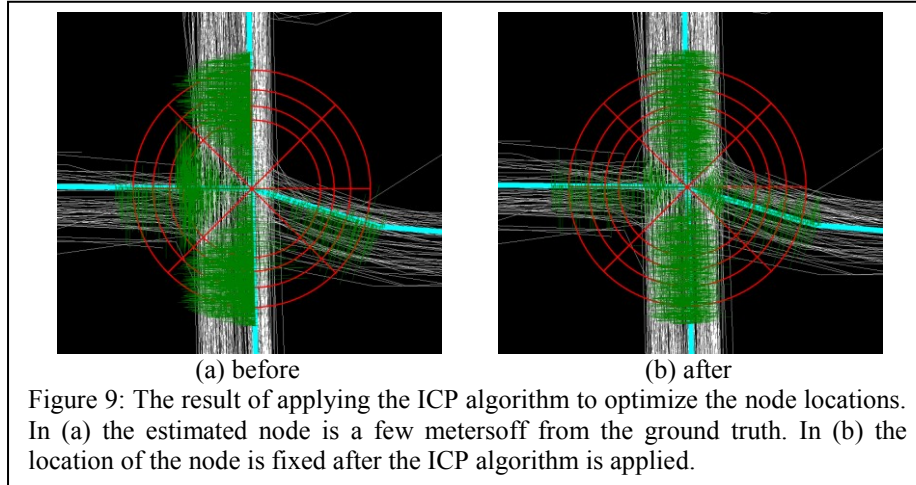 (a) before
(b) after
Figure 9: The result of applying the ICP algorithm to optimize the node locations.
In (a) the estimated node is a few metersoff from the ground truth. In (b) the
location of the node is fixed after the ICP algorithm is applied.